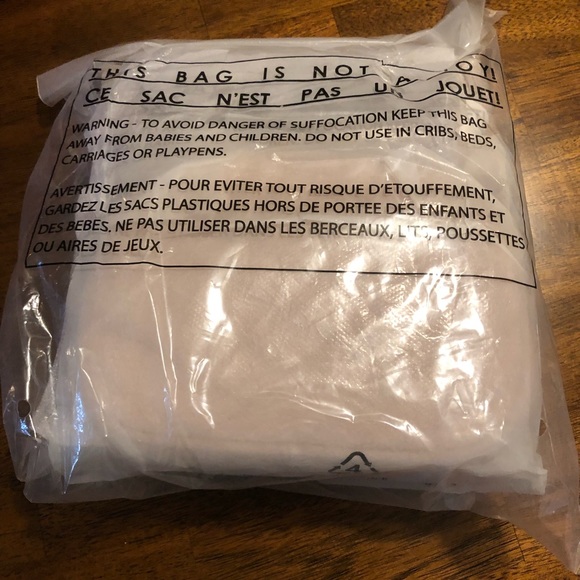 THIS BAG IS NOT OY!
CE SAC N'EST PAS UN JOUET!
WARNING - TO AVOID DANGER OF SUFFOCATION KEEP THIS BAG
AWAY FROM BABIES AND CHILDREN. DO NOT USE IN CRIBS, BEDS,
CARRIAGES OR PLAYPENS.
AVERTISSEMENT - POUR EVITER TOUT RISQUE D'ETOUFFEMENT,
GARDEZ LES SACS PLASTIQUES HORS DE PORTEE DES ENFANTS ET
DES BEBES. NE PAS UTILISER DANS LES BERCEAUX, LITS, POUSSETTES
OU AIRES DE JEUX.